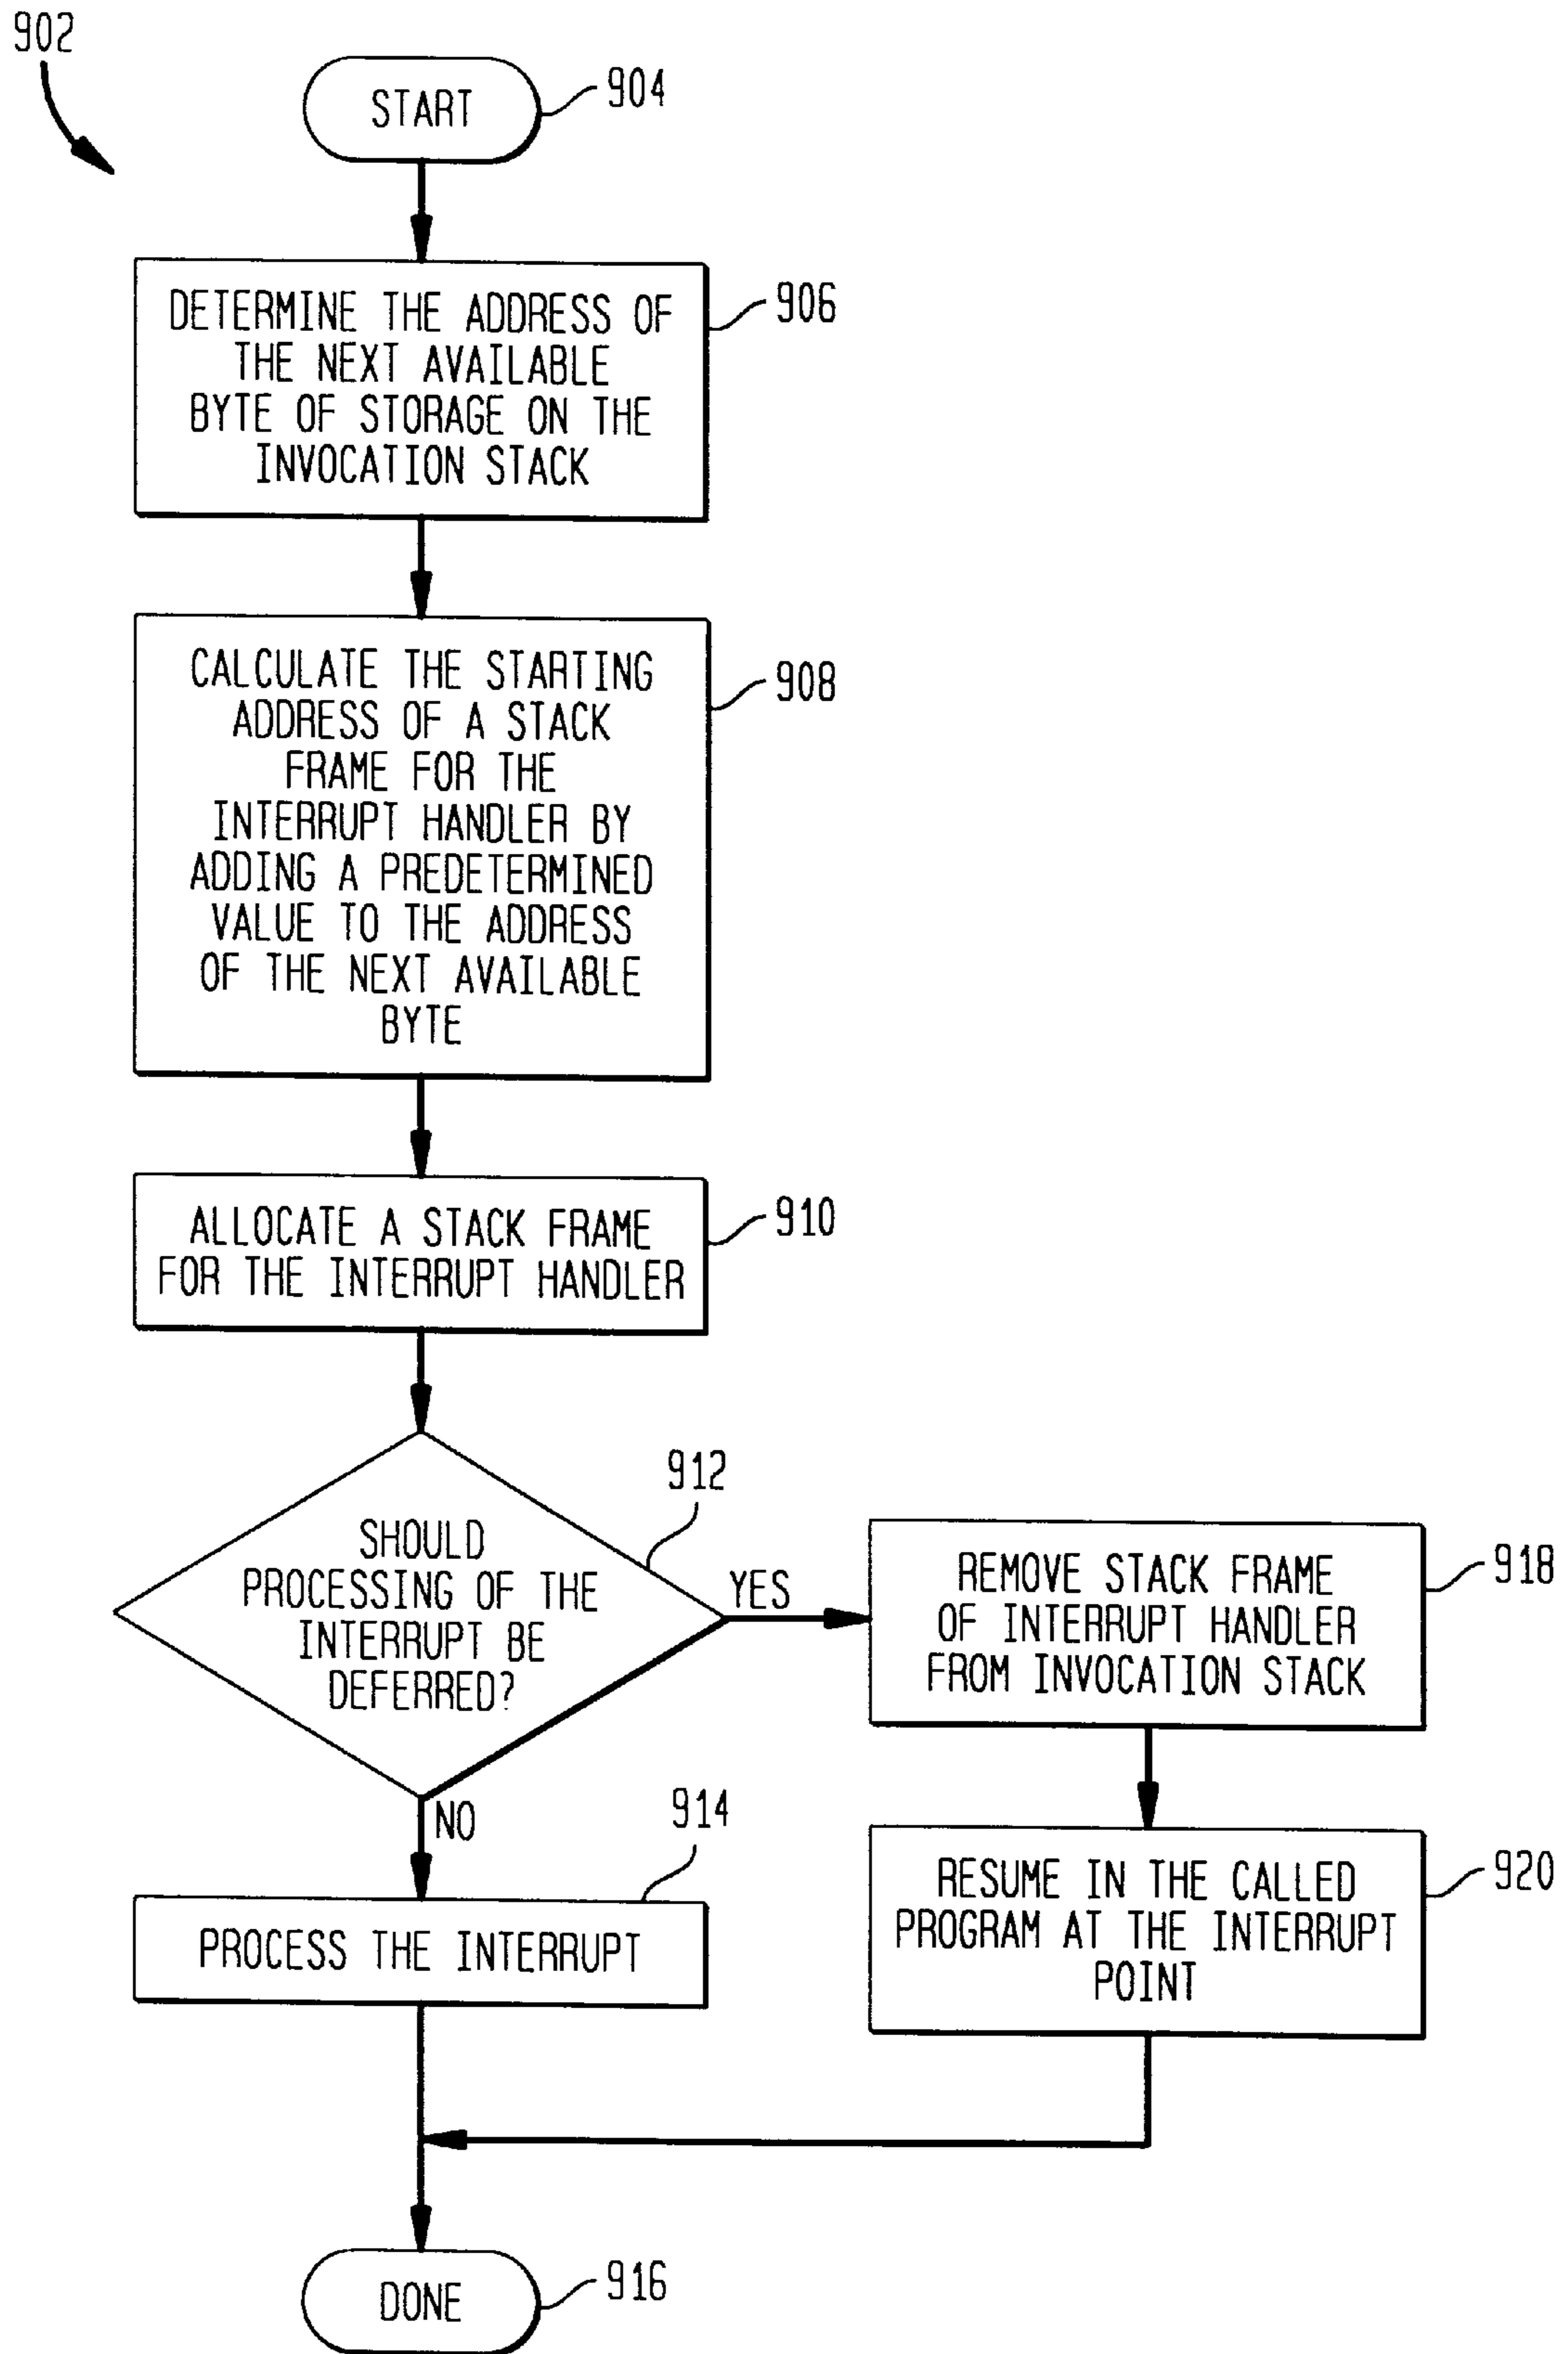 902
START
904
DETERMINE THE ADDRESS OF
THE NEXT AVAILABLE
BYTE OF STORAGE ON THE
INVOCATION STACK
906
CALCULATE THE STARTING
ADDRESS OF A STACK
FRAME FOR THE
INTERRUPT HANDLER BY
ADDING A PREDETERMINED
VALUE TO THE ADDRESS
OF THE NEXT AVAILABLE
BYTE
908
ALLOCATE A STACK FRAME
FOR THE INTERRUPT HANDLER
910
SHOULD
PROCESSING OF THE
INTERRUPT BE
DEFERRED?
912
YES
REMOVE STACK FRAME
OF INTERRUPT HANDLER
FROM INVOCATION STACK
918
NO
PROCESS THE INTERRUPT
914
RESUME IN THE CALLED
PROGRAM AT THE INTERRUPT
POINT
920
DONE
916